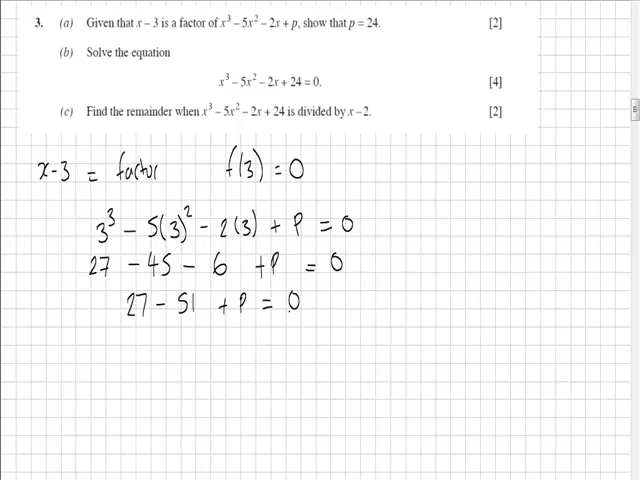 3. (a) Given that x – 3 is a factor of x³ – 5x² – 2x + p, show that p = 24. [2]
(b) Solve the equation
x³ – 5x² – 2x + 24 = 0. [4]
(c) Find the remainder when x³ – 5x² – 2x + 24 is divided by x – 2. [2]
x-3 = factor f(3) = 0
3³ - 5(3)² - 2(3) + P = 0
27 - 45 - 6 + P = 0
27 - 51 + P = 0